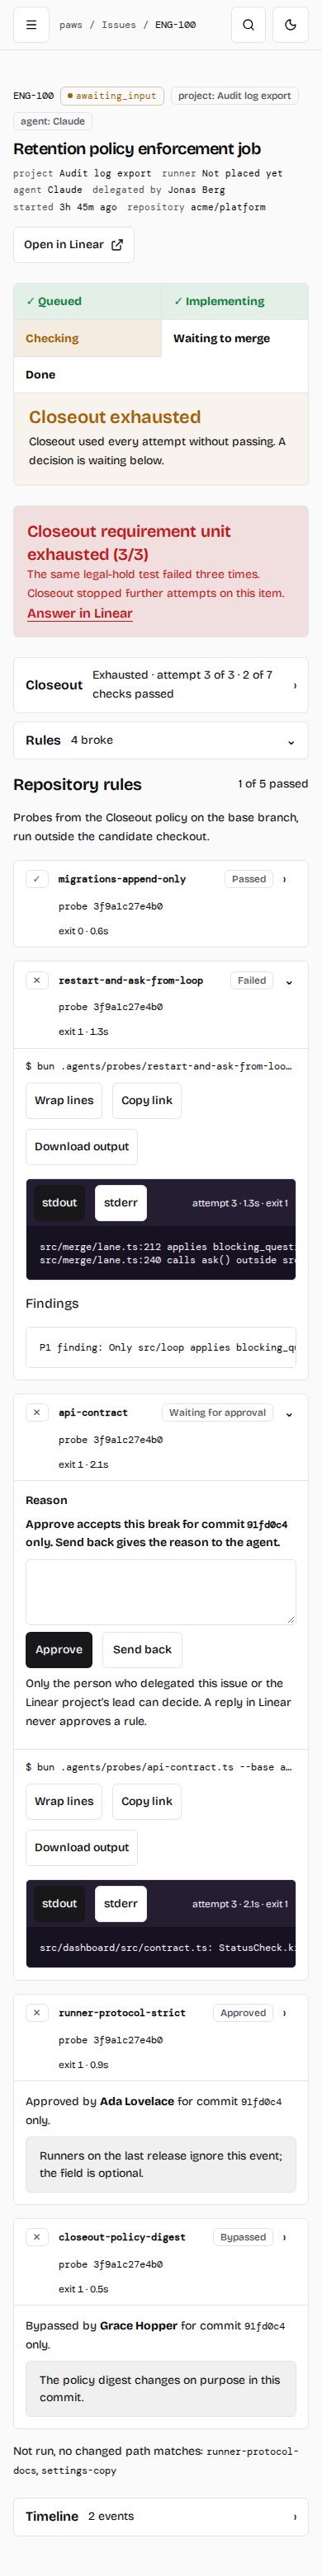 paws / Issues / ENG-100
ENG-100 awaiting_input project: Audit log export
agent: Claude
Retention policy enforcement job
project Audit log export runner Not placed yet
agent Claude delegated by Jonas Berg
started 3h 45m ago repository acme/platform
Open in Linear
✓ Queued ✓ Implementing
Checking Waiting to merge
Done
Closeout exhausted
Closeout used every attempt without passing. A
decision is waiting below.
Closeout requirement unit
exhausted (3/3)
The same legal-hold test failed three times.
Closeout stopped further attempts on this item.
Answer in Linear
Closeout Exhausted · attempt 3 of 3 · 2 of 7
checks passed
Rules 4 broke
Repository rules 1 of 5 passed
Probes from the Closeout policy on the base branch,
run outside the candidate checkout.
✓ migrations-append-only Passed
probe 3f9a1c27e4b0
exit 0 · 0.6s
✕ restart-and-ask-from-loop Failed
probe 3f9a1c27e4b0
exit 1 · 1.3s
$ bun .agents/probes/restart-and-ask-from-loo…
Wrap lines Copy link
Download output
stdout stderr attempt 3 · 1.3s · exit 1
src/merge/lane.ts:212 applies blocking_quest
src/merge/lane.ts:240 calls ask() outside sr
Findings
P1 finding: Only src/loop applies blocking_q
✕ api-contract Waiting for approval
probe 3f9a1c27e4b0
exit 1 · 2.1s
Reason
Approve accepts this break for commit 91fd0c4
only. Send back gives the reason to the agent.
Approve Send back
Only the person who delegated this issue or the
Linear project's lead can decide. A reply in Linear
never approves a rule.
$ bun .agents/probes/api-contract.ts --base a…
Wrap lines Copy link
Download output
stdout stderr attempt 3 · 2.1s · exit 1
src/dashboard/src/contract.ts: StatusCheck.k
✕ runner-protocol-strict Approved
probe 3f9a1c27e4b0
exit 1 · 0.9s
Approved by Ada Lovelace for commit 91fd0c4
only.
Runners on the last release ignore this event;
the field is optional.
✕ closeout-policy-digest Bypassed
probe 3f9a1c27e4b0
exit 1 · 0.5s
Bypassed by Grace Hopper for commit 91fd0c4
only.
The policy digest changes on purpose in this
commit.
Not run, no changed path matches: runner-protocol-
docs, settings-copy
Timeline 2 events